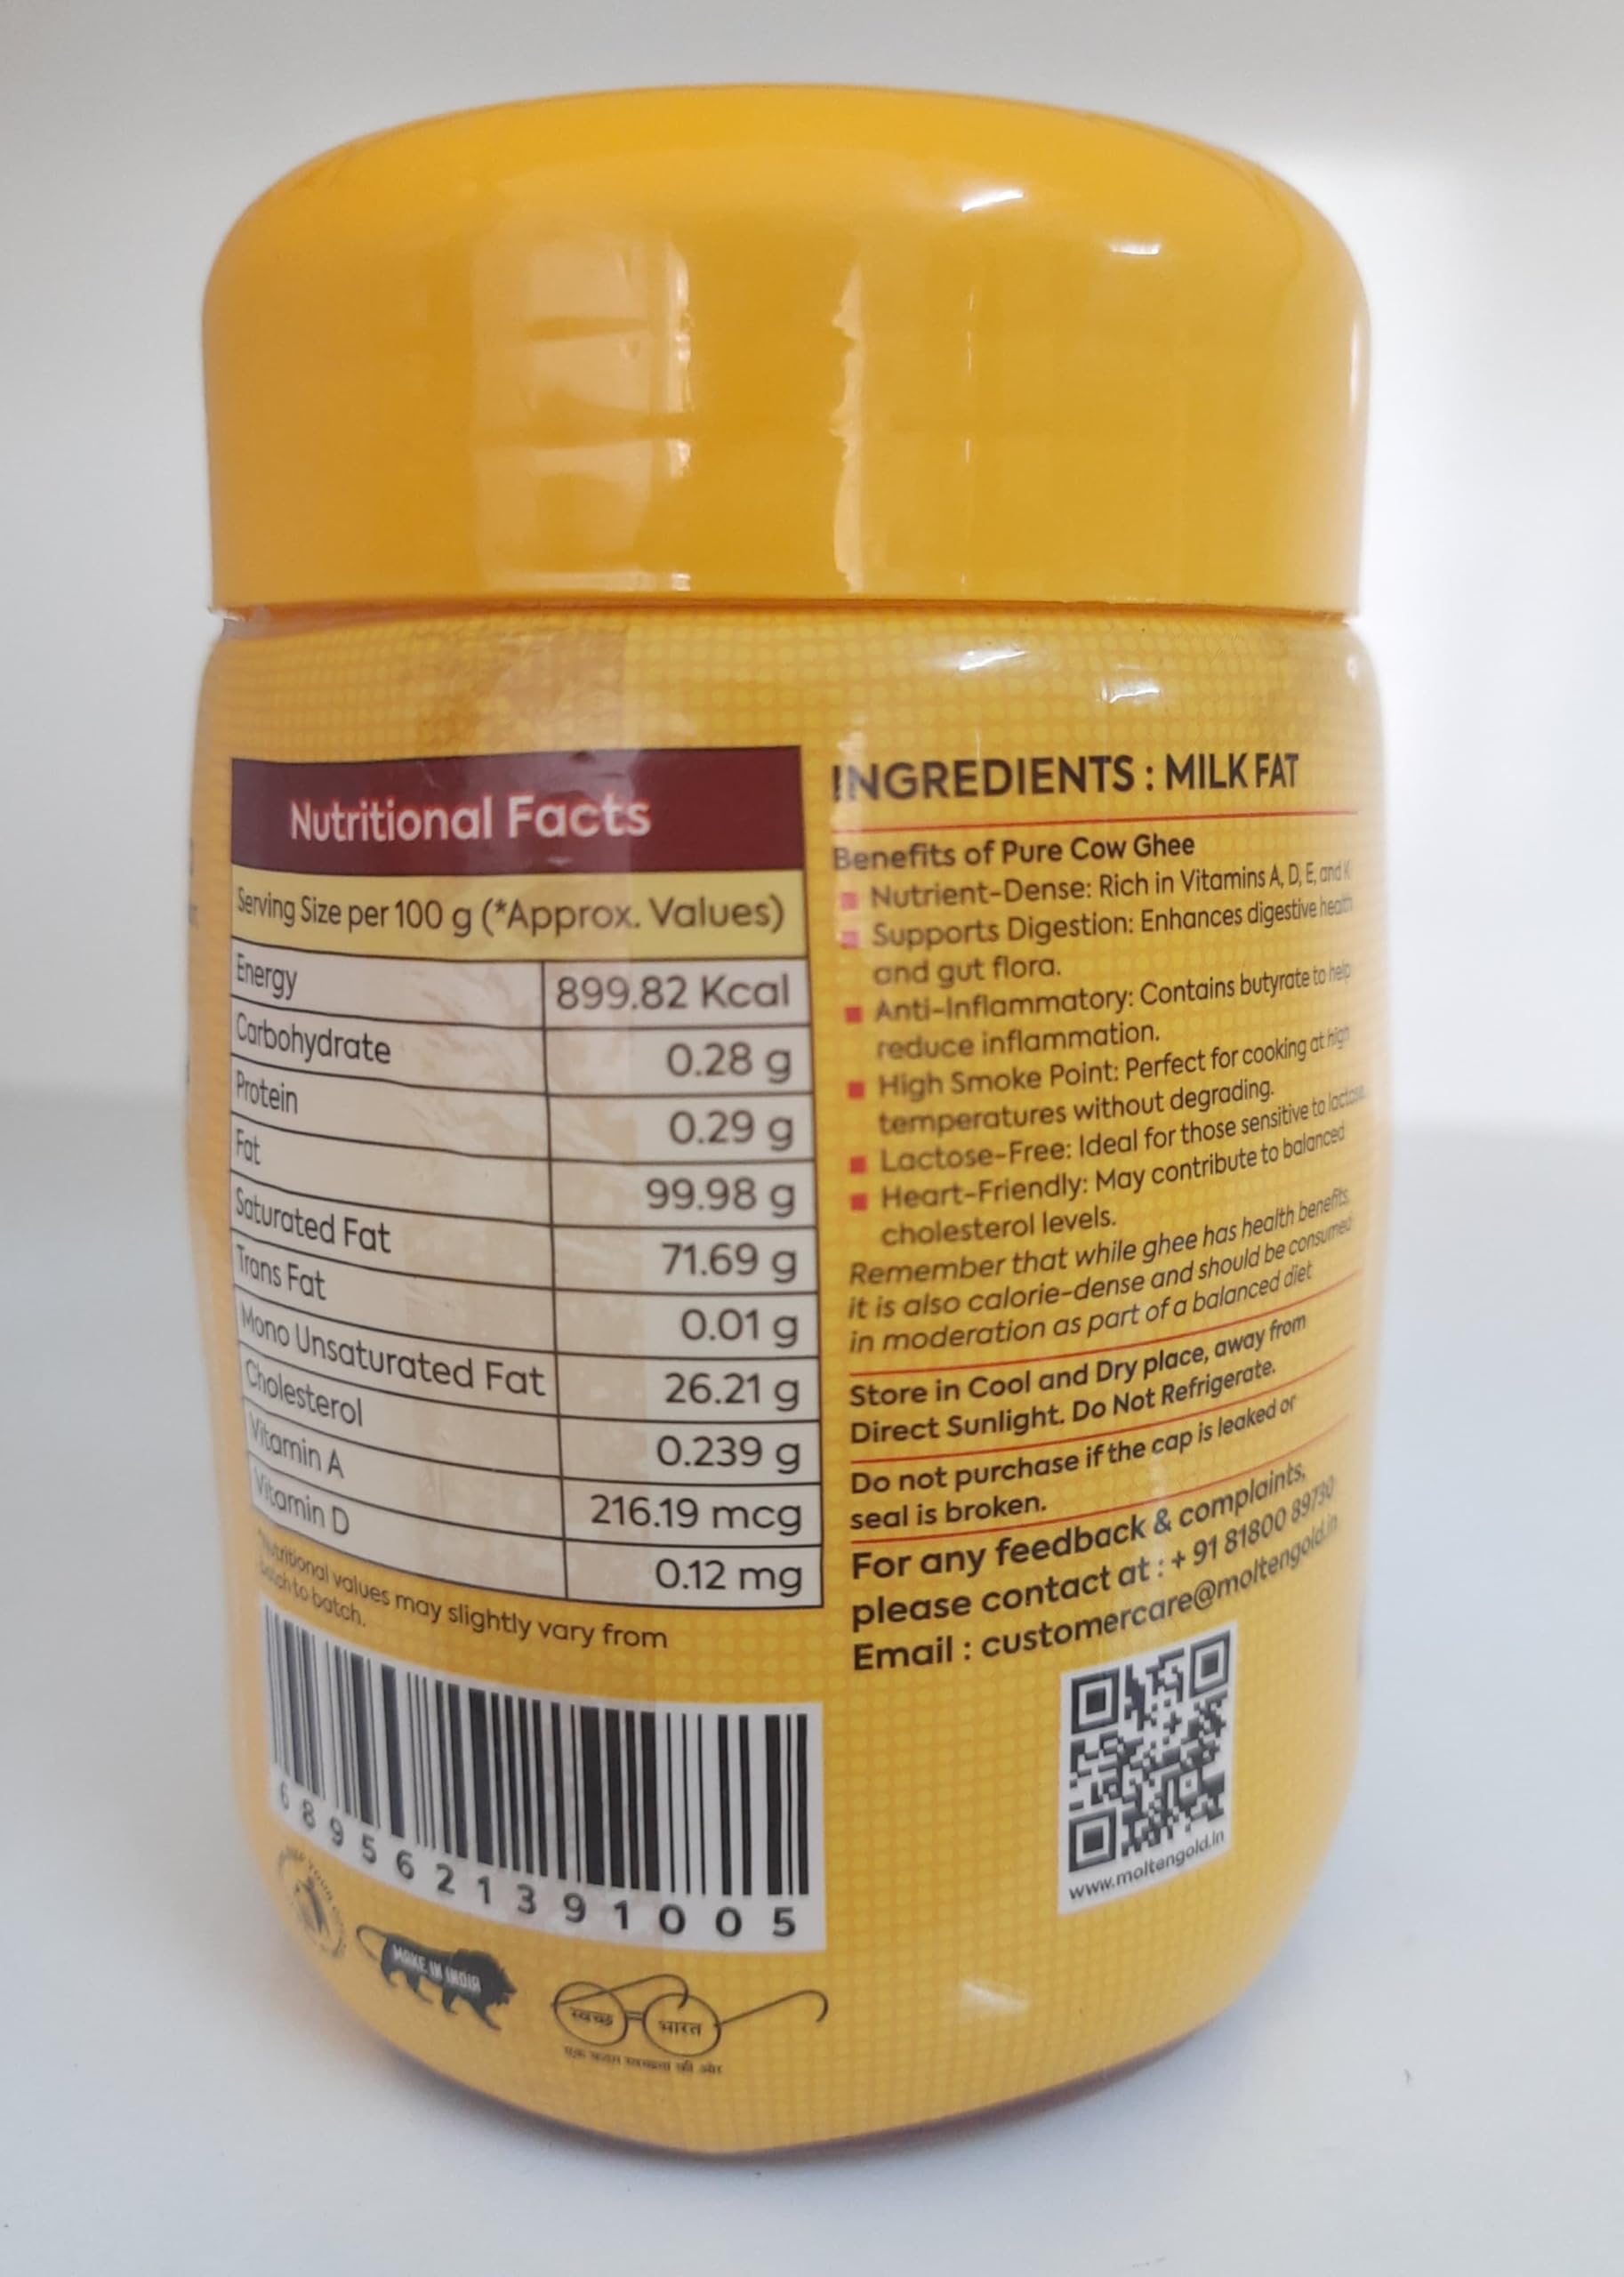 Nutritional Facts
Serving Size per 100 g (*Approx. Values)
Energy 899.82 Kcal
Carbohydrate 0.28 g
Protein 0.29 g
Fat 99.98 g
Saturated Fat 71.69 g
Trans Fat 0.01 g
Mono Unsaturated Fat 26.21 g
Cholesterol 0.239 g
Vitamin A 216.19 mcg
Vitamin D 0.12 mg
*Nutritional values may slightly vary from
batch to batch.
6895621391005
MAKE IN INDIA
स्वच्छ भारत
एक कदम स्वच्छता की ओर
INGREDIENTS : MILK FAT
Benefits of Pure Cow Ghee
Nutrient-Dense: Rich in Vitamins A, D, E, and K
Supports Digestion: Enhances digestive health
and gut flora.
Anti-Inflammatory: Contains butyrate to help
reduce inflammation.
High Smoke Point: Perfect for cooking at high
temperatures without degrading.
Lactose-Free: Ideal for those sensitive to lactose.
Heart-Friendly: May contribute to balanced
cholesterol levels.
Remember that while ghee has health benefits,
it is also calorie-dense and should be consumed
in moderation as part of a balanced diet
Store in Cool and Dry place, away from
Direct Sunlight. Do Not Refrigerate.
Do not purchase if the cap is leaked or
seal is broken.
For any feedback & complaints,
please contact at : + 91 81800 89730
Email : customercare@moltengold.in
www.moltengold.in